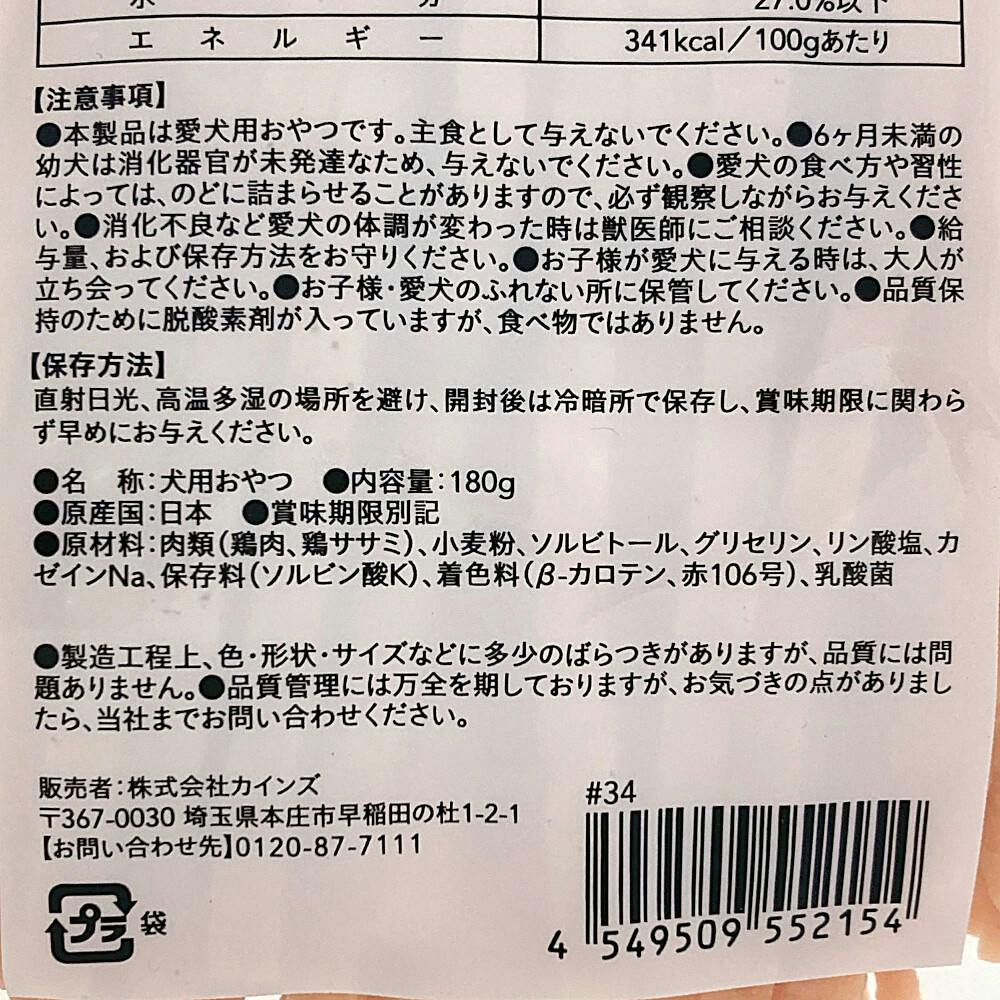 水 分 27.0%以下
エネルギー 341kcal／100gあたり
【注意事項】
●本製品は愛犬用おやつです。主食として与えないでください。●6ヶ月未満の
幼犬は消化器官が未発達なため、与えないでください。●愛犬の食べ方や習性
によっては、のどに詰まらせることがありますので、必ず観察しながらお与えくださ
い。●消化不良など愛犬の体調が変わった時は獣医師にご相談ください。●給
与量、および保存方法をお守りください。●お子様が愛犬に与える時は、大人が
立ち会ってください。●お子様・愛犬のふれない所に保管してください。●品質保
持のために脱酸素剤が入っていますが、食べ物ではありません。
【保存方法】
直射日光、高温多湿の場所を避け、開封後は冷暗所で保存し、賞味期限に関わら
ず早めにお与えください。
●名　称：犬用おやつ　●内容量：180g
●原産国：日本　●賞味期限別記
●原材料：肉類（鶏肉、鶏ササミ）、小麦粉、ソルビトール、グリセリン、リン酸塩、カ
ゼインNa、保存料（ソルビン酸K）、着色料（β-カロテン、赤106号）、乳酸菌
●製造工程上、色・形状・サイズなどに多少のばらつきがありますが、品質には問
題ありません。●品質管理には万全を期しておりますが、お気づきの点がありまし
たら、当社までお問い合わせください。
販売者：株式会社カインズ
〒367-0030 埼玉県本庄市早稲田の杜1-2-1
【お問い合わせ先】0120-87-7111
#34
プラ 袋
4 549509 552154